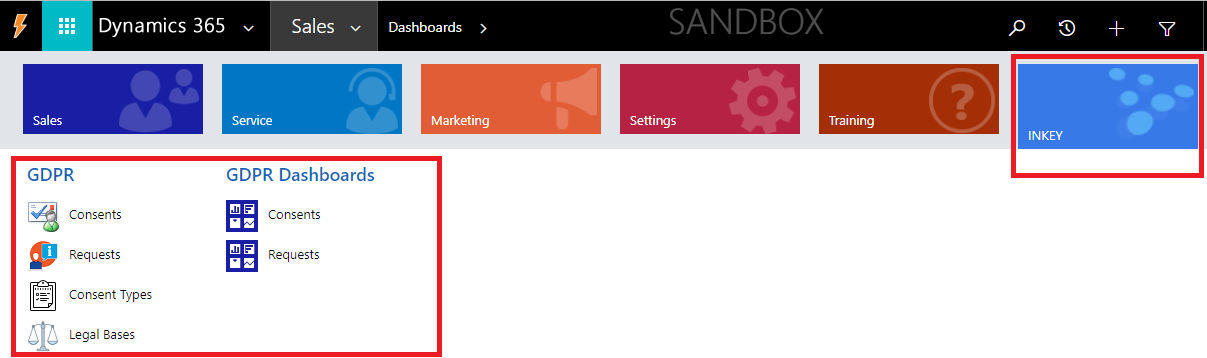 Dynamics 365 Sales Dashboards SANDBOX
Sales Service Marketing Settings Training INKEY
GDPR GDPR Dashboards
Consents Consents
Requests Requests
Consent Types
Legal Bases